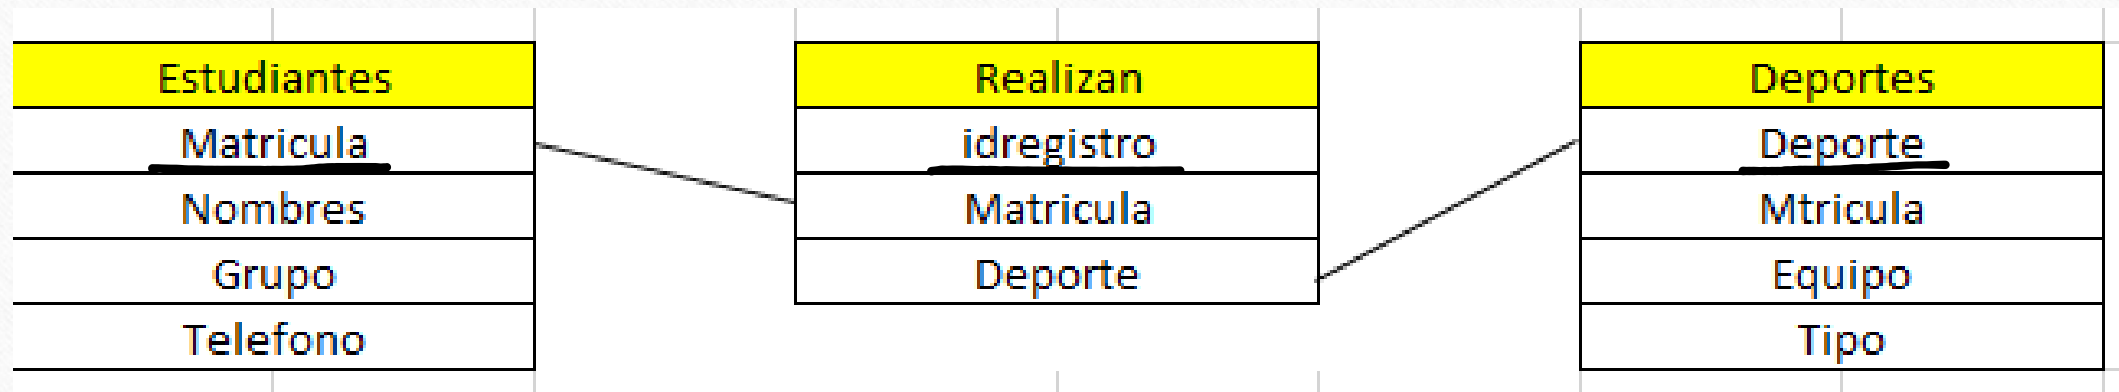 Estudiantes
Matricula
Nombres
Grupo
Telefono
Realizan
idregistro
Matricula
Deporte
Deportes
Deporte
Mtricula
Equipo
Tipo